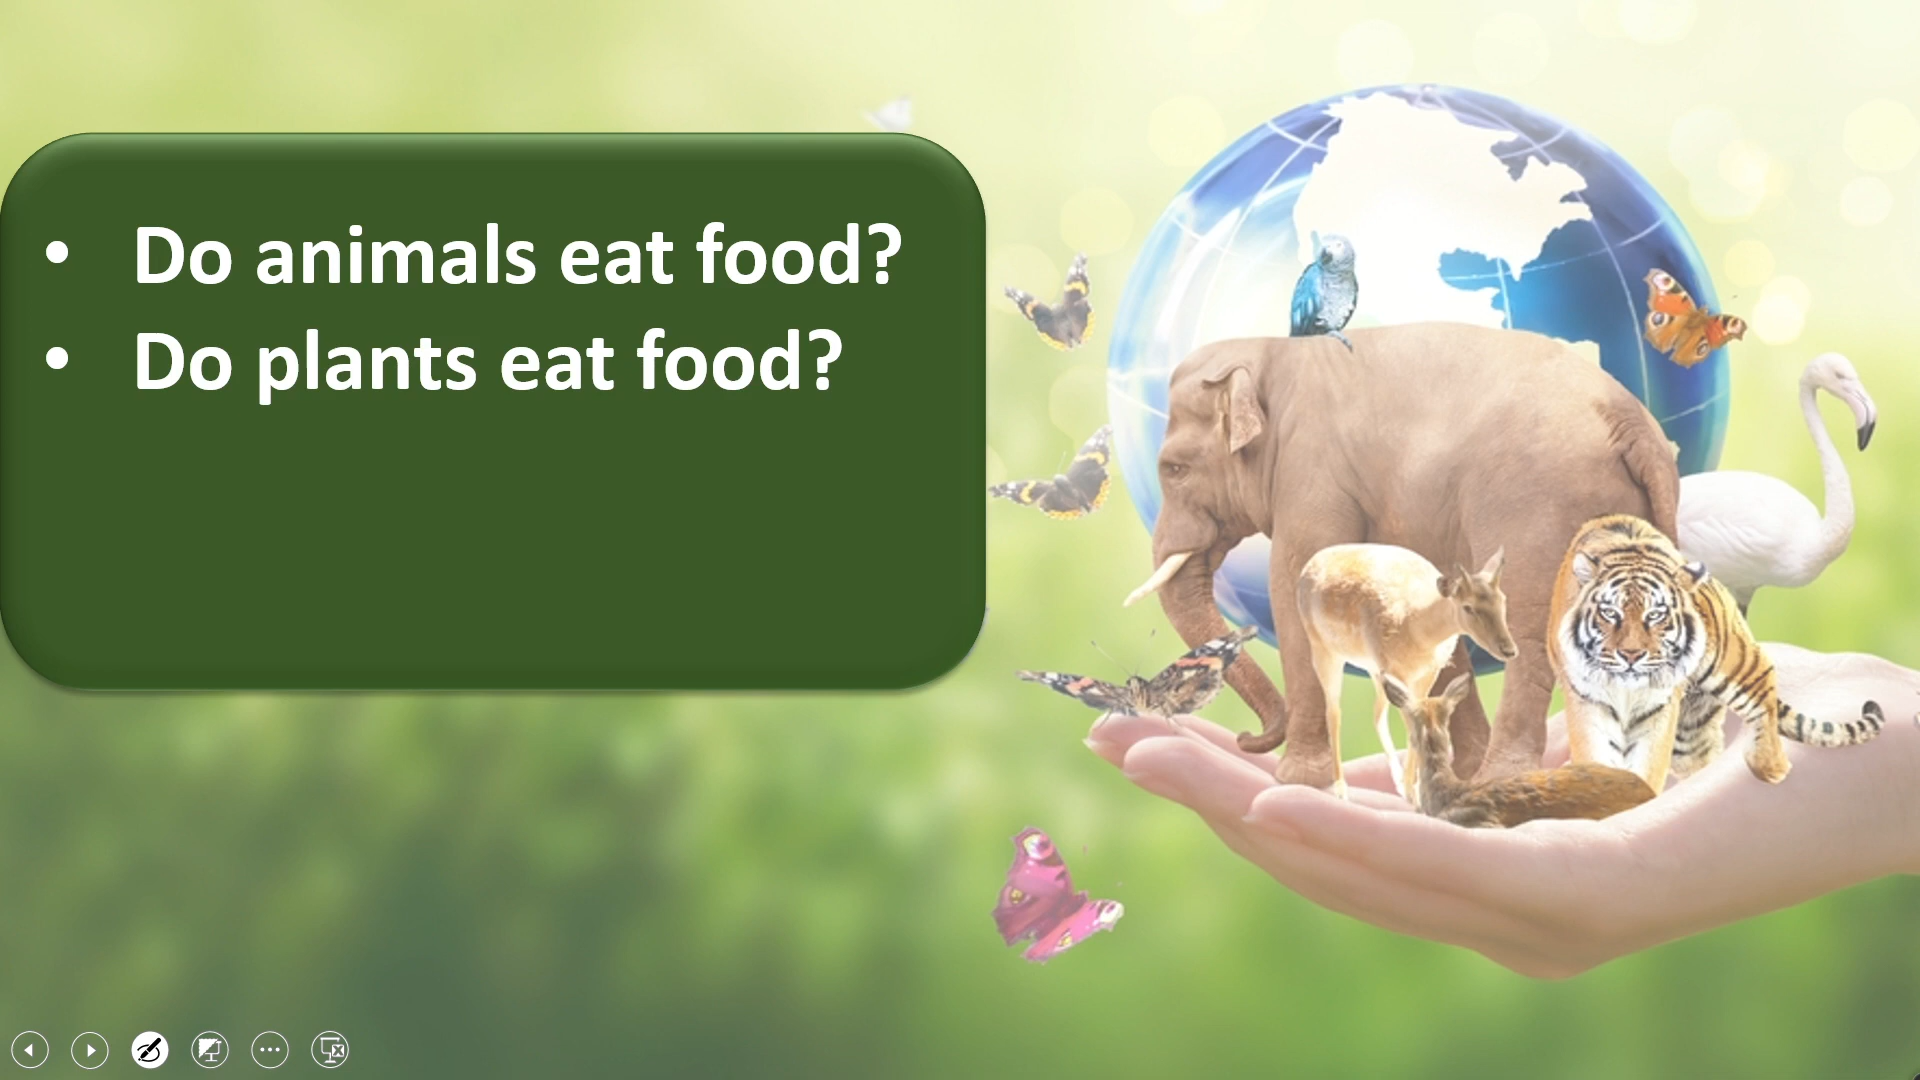 • Do animals eat food?
• Do plants eat food?